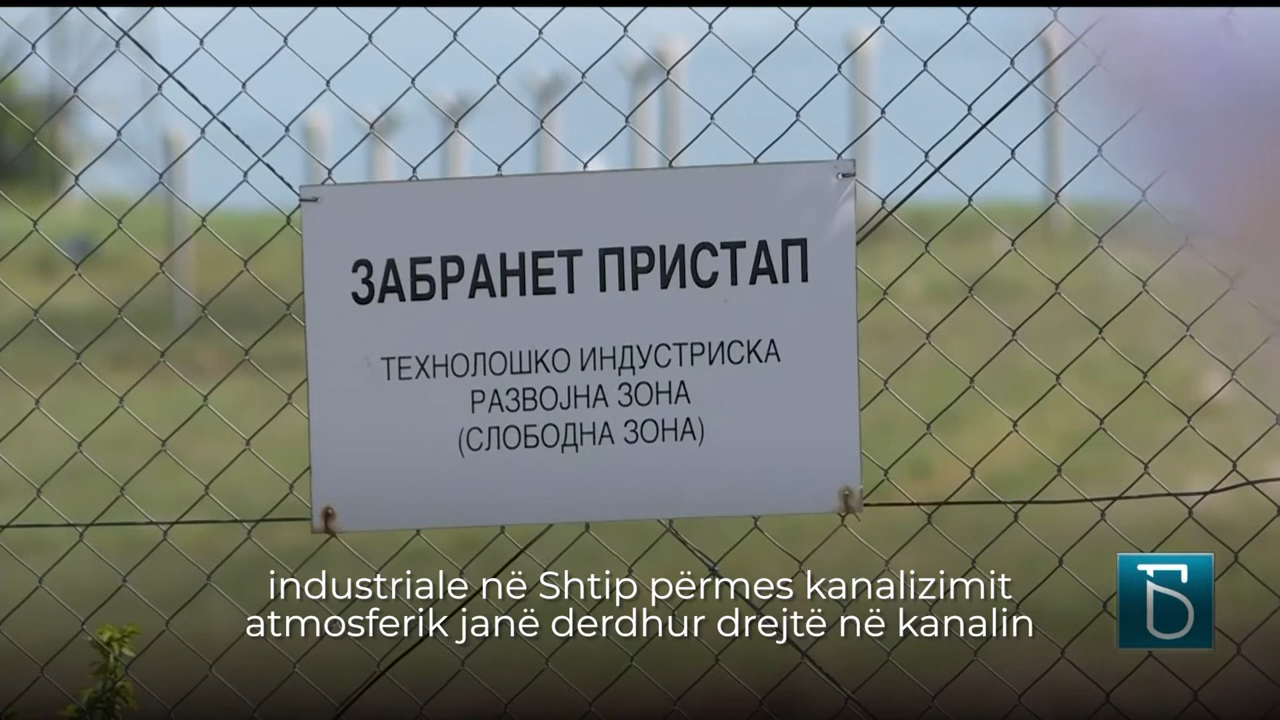 ЗАБРАНЕТ ПРИСТАП
ТЕХНОЛОШКО ИНДУСТРИСКА
РАЗВОЈНА ЗОНА
(СЛОБОДНА ЗОНА)
industriale në Shtip përmes kanalizimit
atmosferik janë derdhur drejtë në kanalin